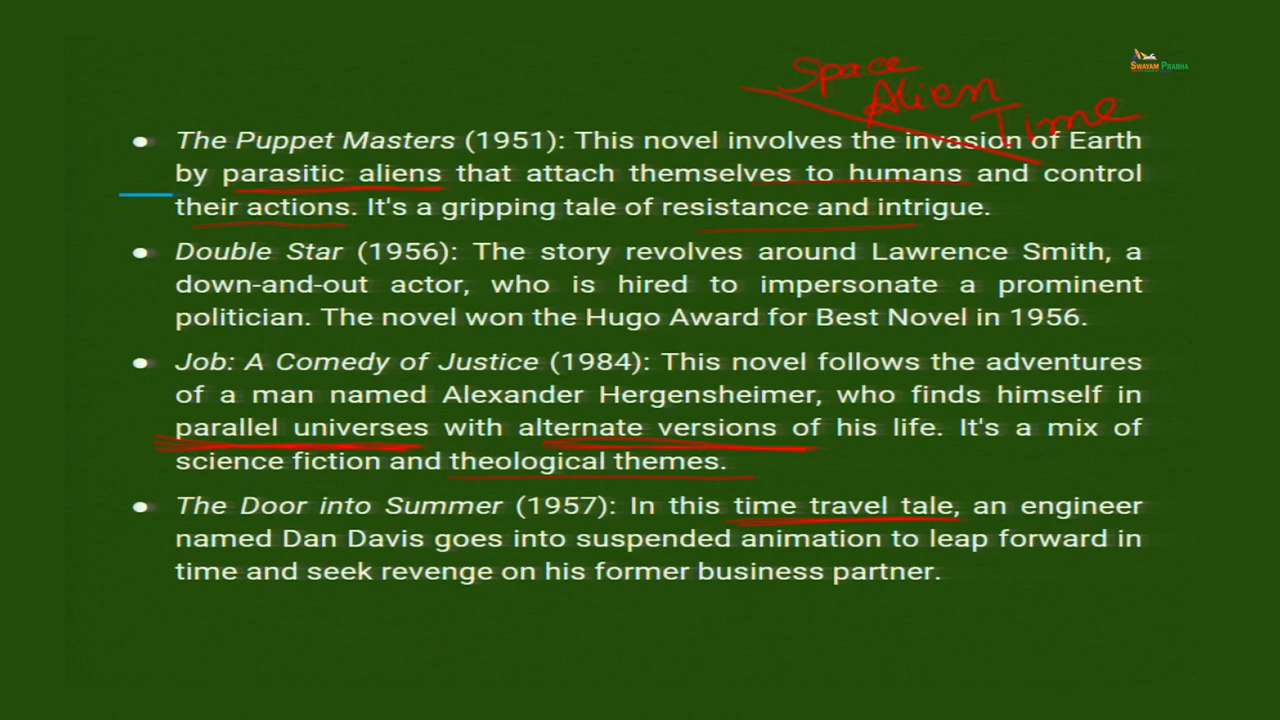 Space
Alien
Time
SWAYAM PRABHA
● The Puppet Masters (1951): This novel involves the invasion of Earth
by parasitic aliens that attach themselves to humans and control
their actions. It's a gripping tale of resistance and intrigue.
● Double Star (1956): The story revolves around Lawrence Smith, a
down-and-out actor, who is hired to impersonate a prominent
politician. The novel won the Hugo Award for Best Novel in 1956.
● Job: A Comedy of Justice (1984): This novel follows the adventures
of a man named Alexander Hergensheimer, who finds himself in
parallel universes with alternate versions of his life. It's a mix of
science fiction and theological themes.
● The Door into Summer (1957): In this time travel tale, an engineer
named Dan Davis goes into suspended animation to leap forward in
time and seek revenge on his former business partner.